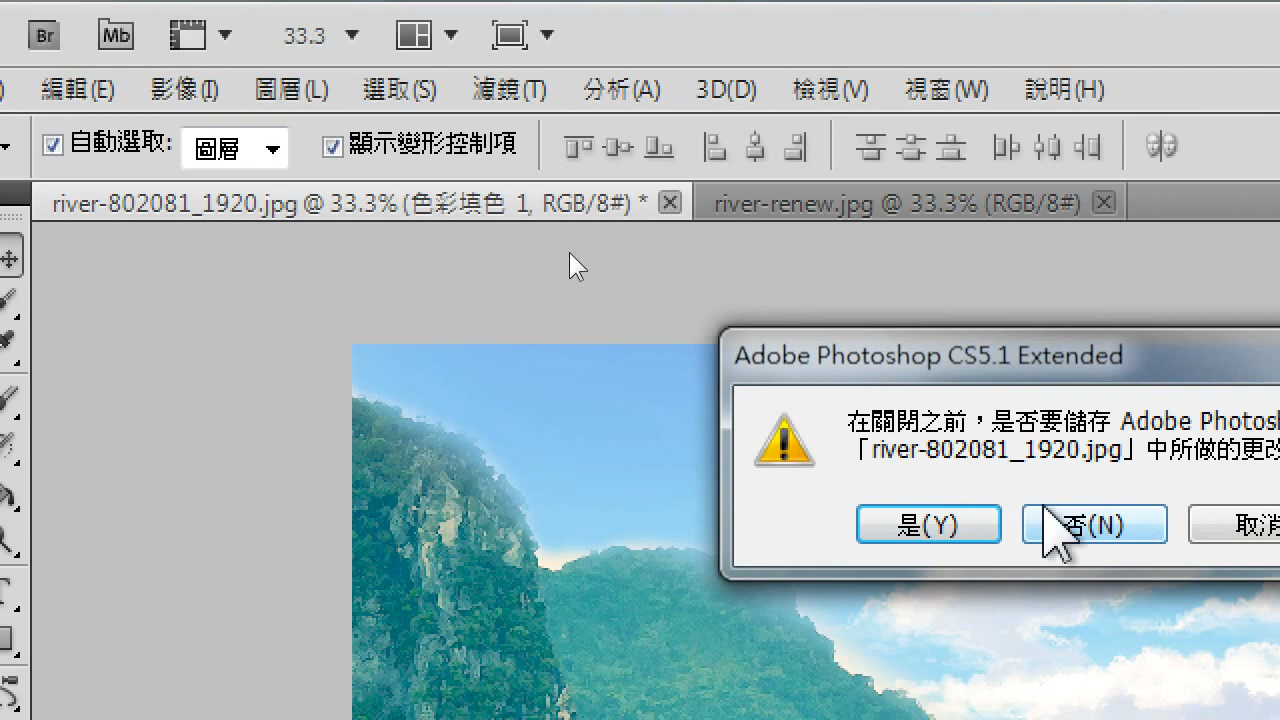 Br Mb 33.3
編輯(E) 影像(I) 圖層(L) 選取(S) 濾鏡(T) 分析(A) 3D(D) 檢視(V) 視窗(W) 說明(H)
自動選取: 圖層 顯示變形控制項
river-802081_1920.jpg @ 33.3% (色彩填色 1, RGB/8#) * river-renew.jpg @ 33.3% (RGB/8#)
Adobe Photoshop CS5.1 Extended
在關閉之前，是否要儲存 Adobe Photosh
「river-802081_1920.jpg」中所做的更改
是(Y) 否(N) 取消